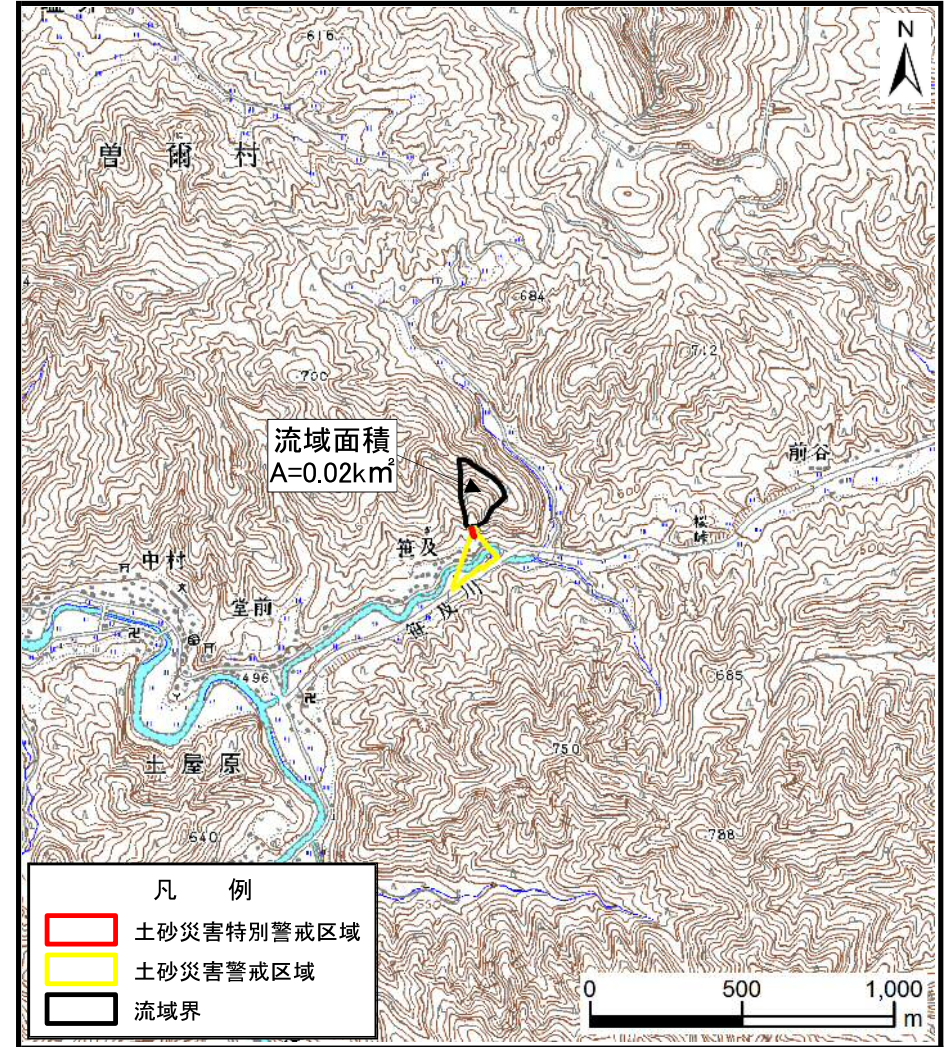 N
616
曽爾村
684
712
700
流域面積
A=0.02km²
前谷
桜峠
笹及
中村
堂前
笹及川
496
685
土屋原
750
640
788
凡 例
土砂災害特別警戒区域
土砂災害警戒区域
流域界
0 500 1,000
m